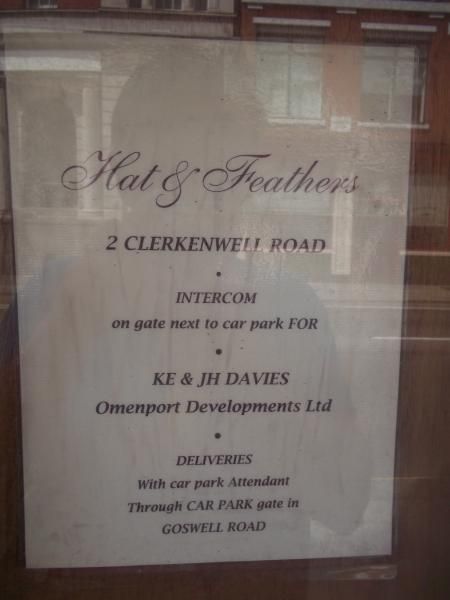 Hat & Feathers
2 CLERKENWELL ROAD
•
INTERCOM
on gate next to car park FOR
•
KE & JH DAVIES
Omenport Developments Ltd
•
DELIVERIES
With car park Attendant
Through CAR PARK gate in
GOSWELL ROAD